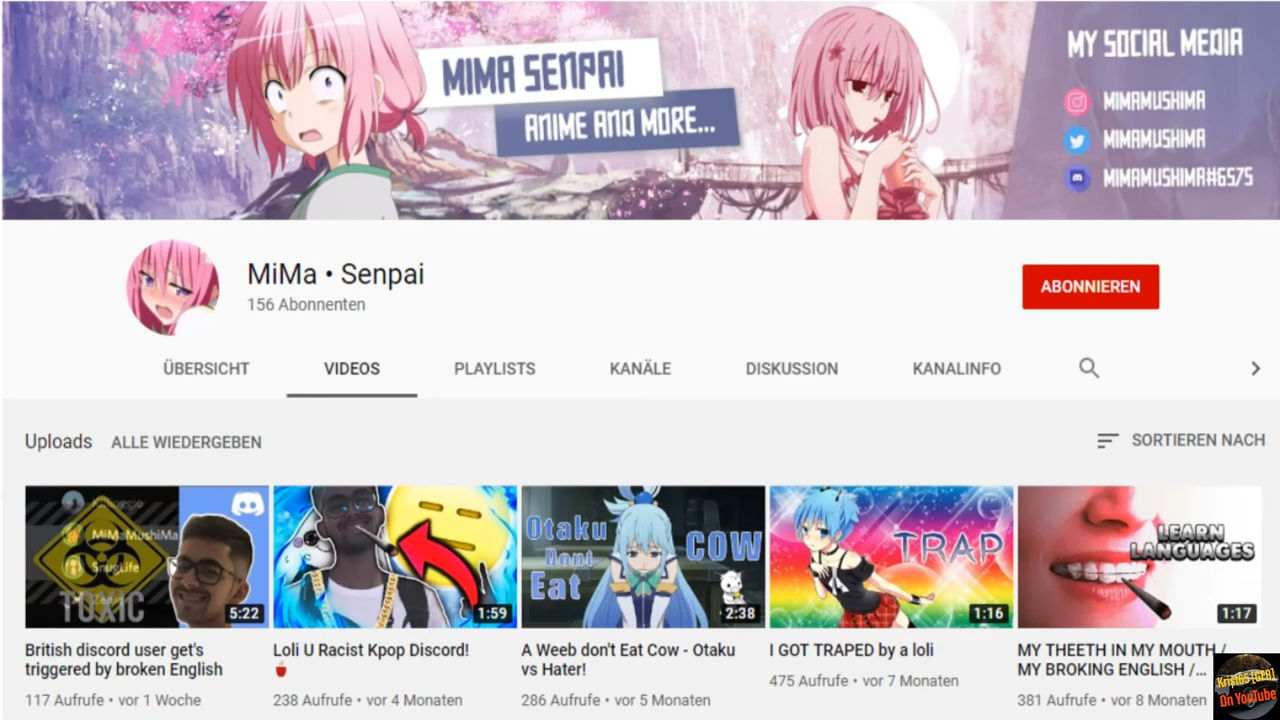 MIMA SENPAI
ANIME AND MORE...
MY SOCIAL MEDIA
MIMAMUSHIMA
MIMAMUSHIMA
MIMAMUSHIMA#6575
MiMa • Senpai
156 Abonnenten
ABONNIEREN
ÜBERSICHT
VIDEOS
PLAYLISTS
KANÄLE
DISKUSSION
KANALINFO
Uploads
ALLE WIEDERGEBEN
SORTIEREN NACH
MiMaMushiMa
SnugLife
TOXIC
5:22
1:59
Otaku
Dont
Eat
COW
2:38
TRAP
1:16
LEARN
LANGUAGES
1:17
British discord user get's
triggered by broken English
117 Aufrufe • vor 1 Woche
Loli U Racist Kpop Discord!
238 Aufrufe • vor 4 Monaten
A Weeb don't Eat Cow - Otaku
vs Hater!
286 Aufrufe • vor 5 Monaten
I GOT TRAPED by a loli
475 Aufrufe • vor 7 Monaten
MY THEETH IN MY MOUTH /
MY BROKING ENGLISH /...
381 Aufrufe • vor 8 Monaten
[GER]
On YouTube